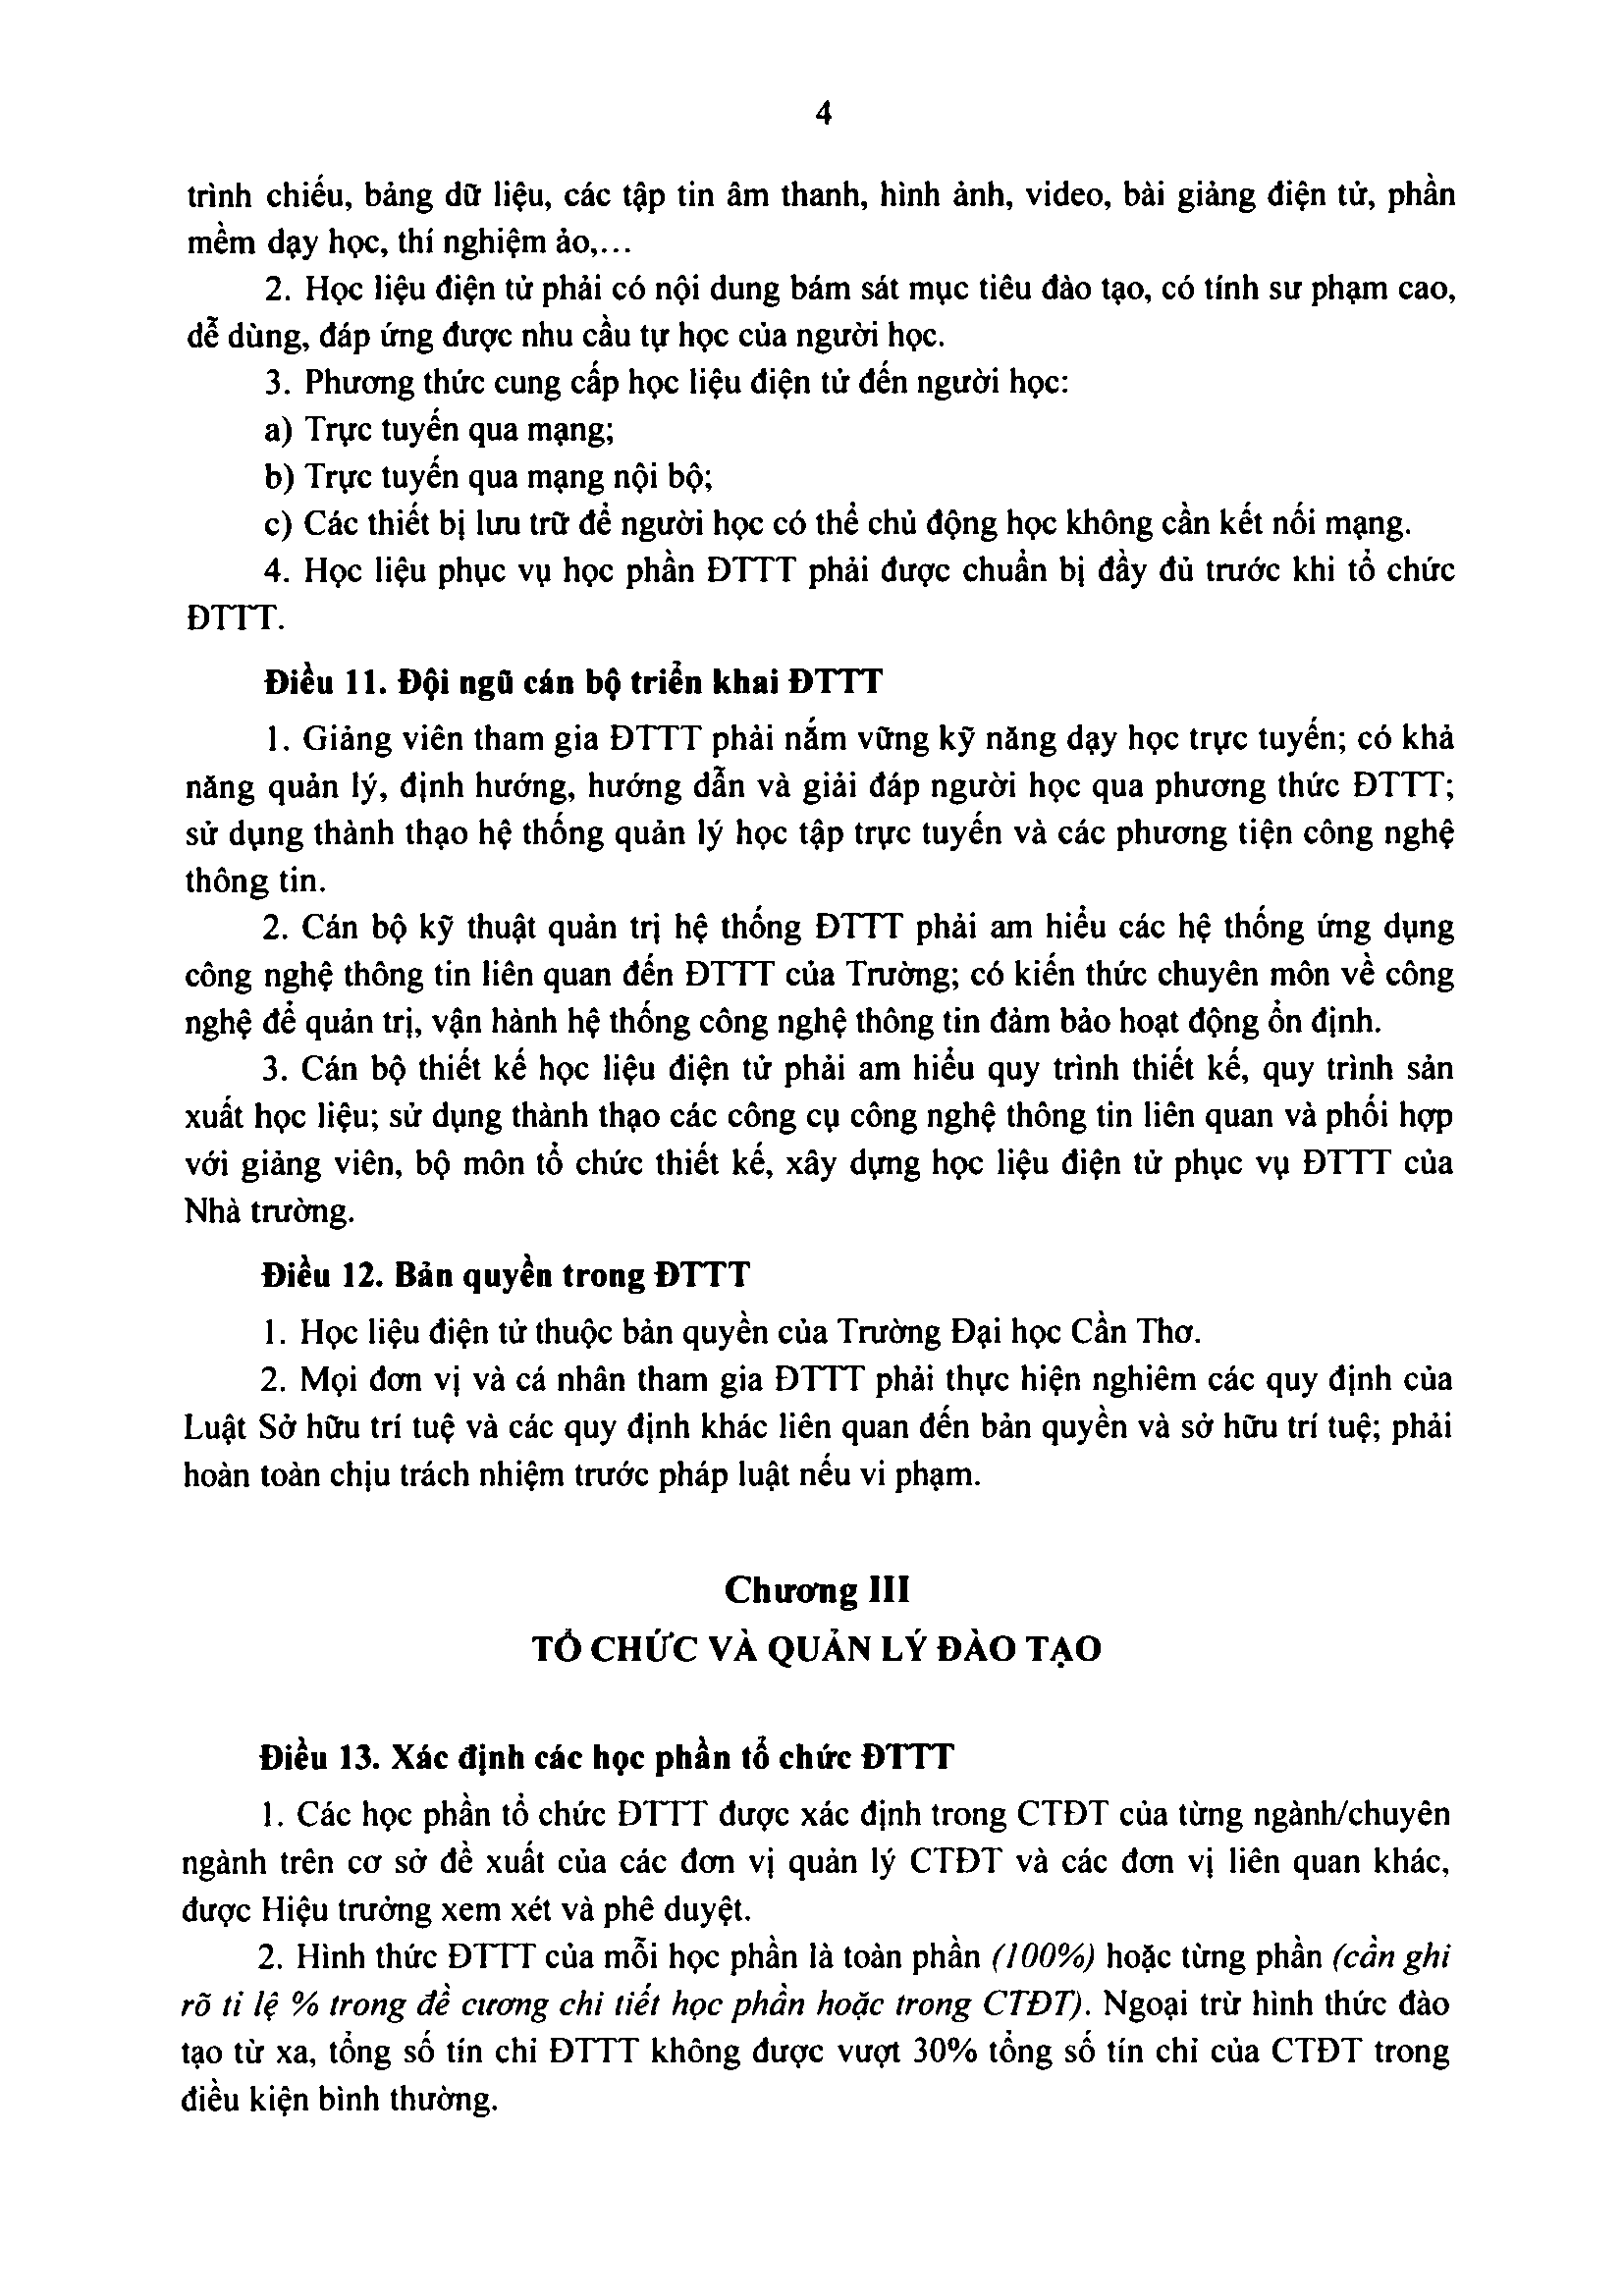 4
trình chiếu, bảng dữ liệu, các tập tin âm thanh, hình ảnh, video, bài giảng điện tử, phần
mềm dạy học, thí nghiệm ảo,...
2. Học liệu điện tử phải có nội dung bám sát mục tiêu đào tạo, có tính sư phạm cao,
dễ dùng, đáp ứng được nhu cầu tự học của người học.
3. Phương thức cung cấp học liệu điện tử đến người học:
a) Trực tuyến qua mạng;
b) Trực tuyến qua mạng nội bộ;
c) Các thiết bị lưu trữ để người học có thể chủ động học không cần kết nối mạng.
4. Học liệu phục vụ học phần ĐTTT phải được chuẩn bị đầy đủ trước khi tổ chức
ĐTTT.
Điều 11. Đội ngũ cán bộ triển khai ĐTTT
1. Giảng viên tham gia ĐTTT phải nắm vững kỹ năng dạy học trực tuyến; có khả
năng quản lý, định hướng, hướng dẫn và giải đáp người học qua phương thức ĐTTT;
sử dụng thành thạo hệ thống quản lý học tập trực tuyến và các phương tiện công nghệ
thông tin.
2. Cán bộ kỹ thuật quản trị hệ thống ĐTTT phải am hiểu các hệ thống ứng dụng
công nghệ thông tin liên quan đến ĐTTT của Trường; có kiến thức chuyên môn về công
nghệ để quản trị, vận hành hệ thống công nghệ thông tin đảm bảo hoạt động ổn định.
3. Cán bộ thiết kế học liệu điện tử phải am hiểu quy trình thiết kế, quy trình sản
xuất học liệu; sử dụng thành thạo các công cụ công nghệ thông tin liên quan và phối hợp
với giảng viên, bộ môn tổ chức thiết kế, xây dựng học liệu điện tử phục vụ ĐTTT của
Nhà trường.
Điều 12. Bản quyền trong ĐTTT
1. Học liệu điện tử thuộc bản quyền của Trường Đại học Cần Thơ.
2. Mọi đơn vị và cá nhân tham gia ĐTTT phải thực hiện nghiêm các quy định của
Luật Sở hữu trí tuệ và các quy định khác liên quan đến bản quyền và sở hữu trí tuệ; phải
hoàn toàn chịu trách nhiệm trước pháp luật nếu vi phạm.
Chương III
TỔ CHỨC VÀ QUẢN LÝ ĐÀO TẠO
Điều 13. Xác định các học phần tổ chức ĐTTT
1. Các học phần tổ chức ĐTTT được xác định trong CTĐT của từng ngành/chuyên
ngành trên cơ sở đề xuất của các đơn vị quản lý CTĐT và các đơn vị liên quan khác,
được Hiệu trưởng xem xét và phê duyệt.
2. Hình thức ĐTTT của mỗi học phần là toàn phần (100%) hoặc từng phần (cần ghi
rõ tỉ lệ % trong đề cương chi tiết học phần hoặc trong CTĐT). Ngoại trừ hình thức đào
tạo từ xa, tổng số tín chỉ ĐTTT không được vượt 30% tổng số tín chỉ của CTĐT trong
điều kiện bình thường.